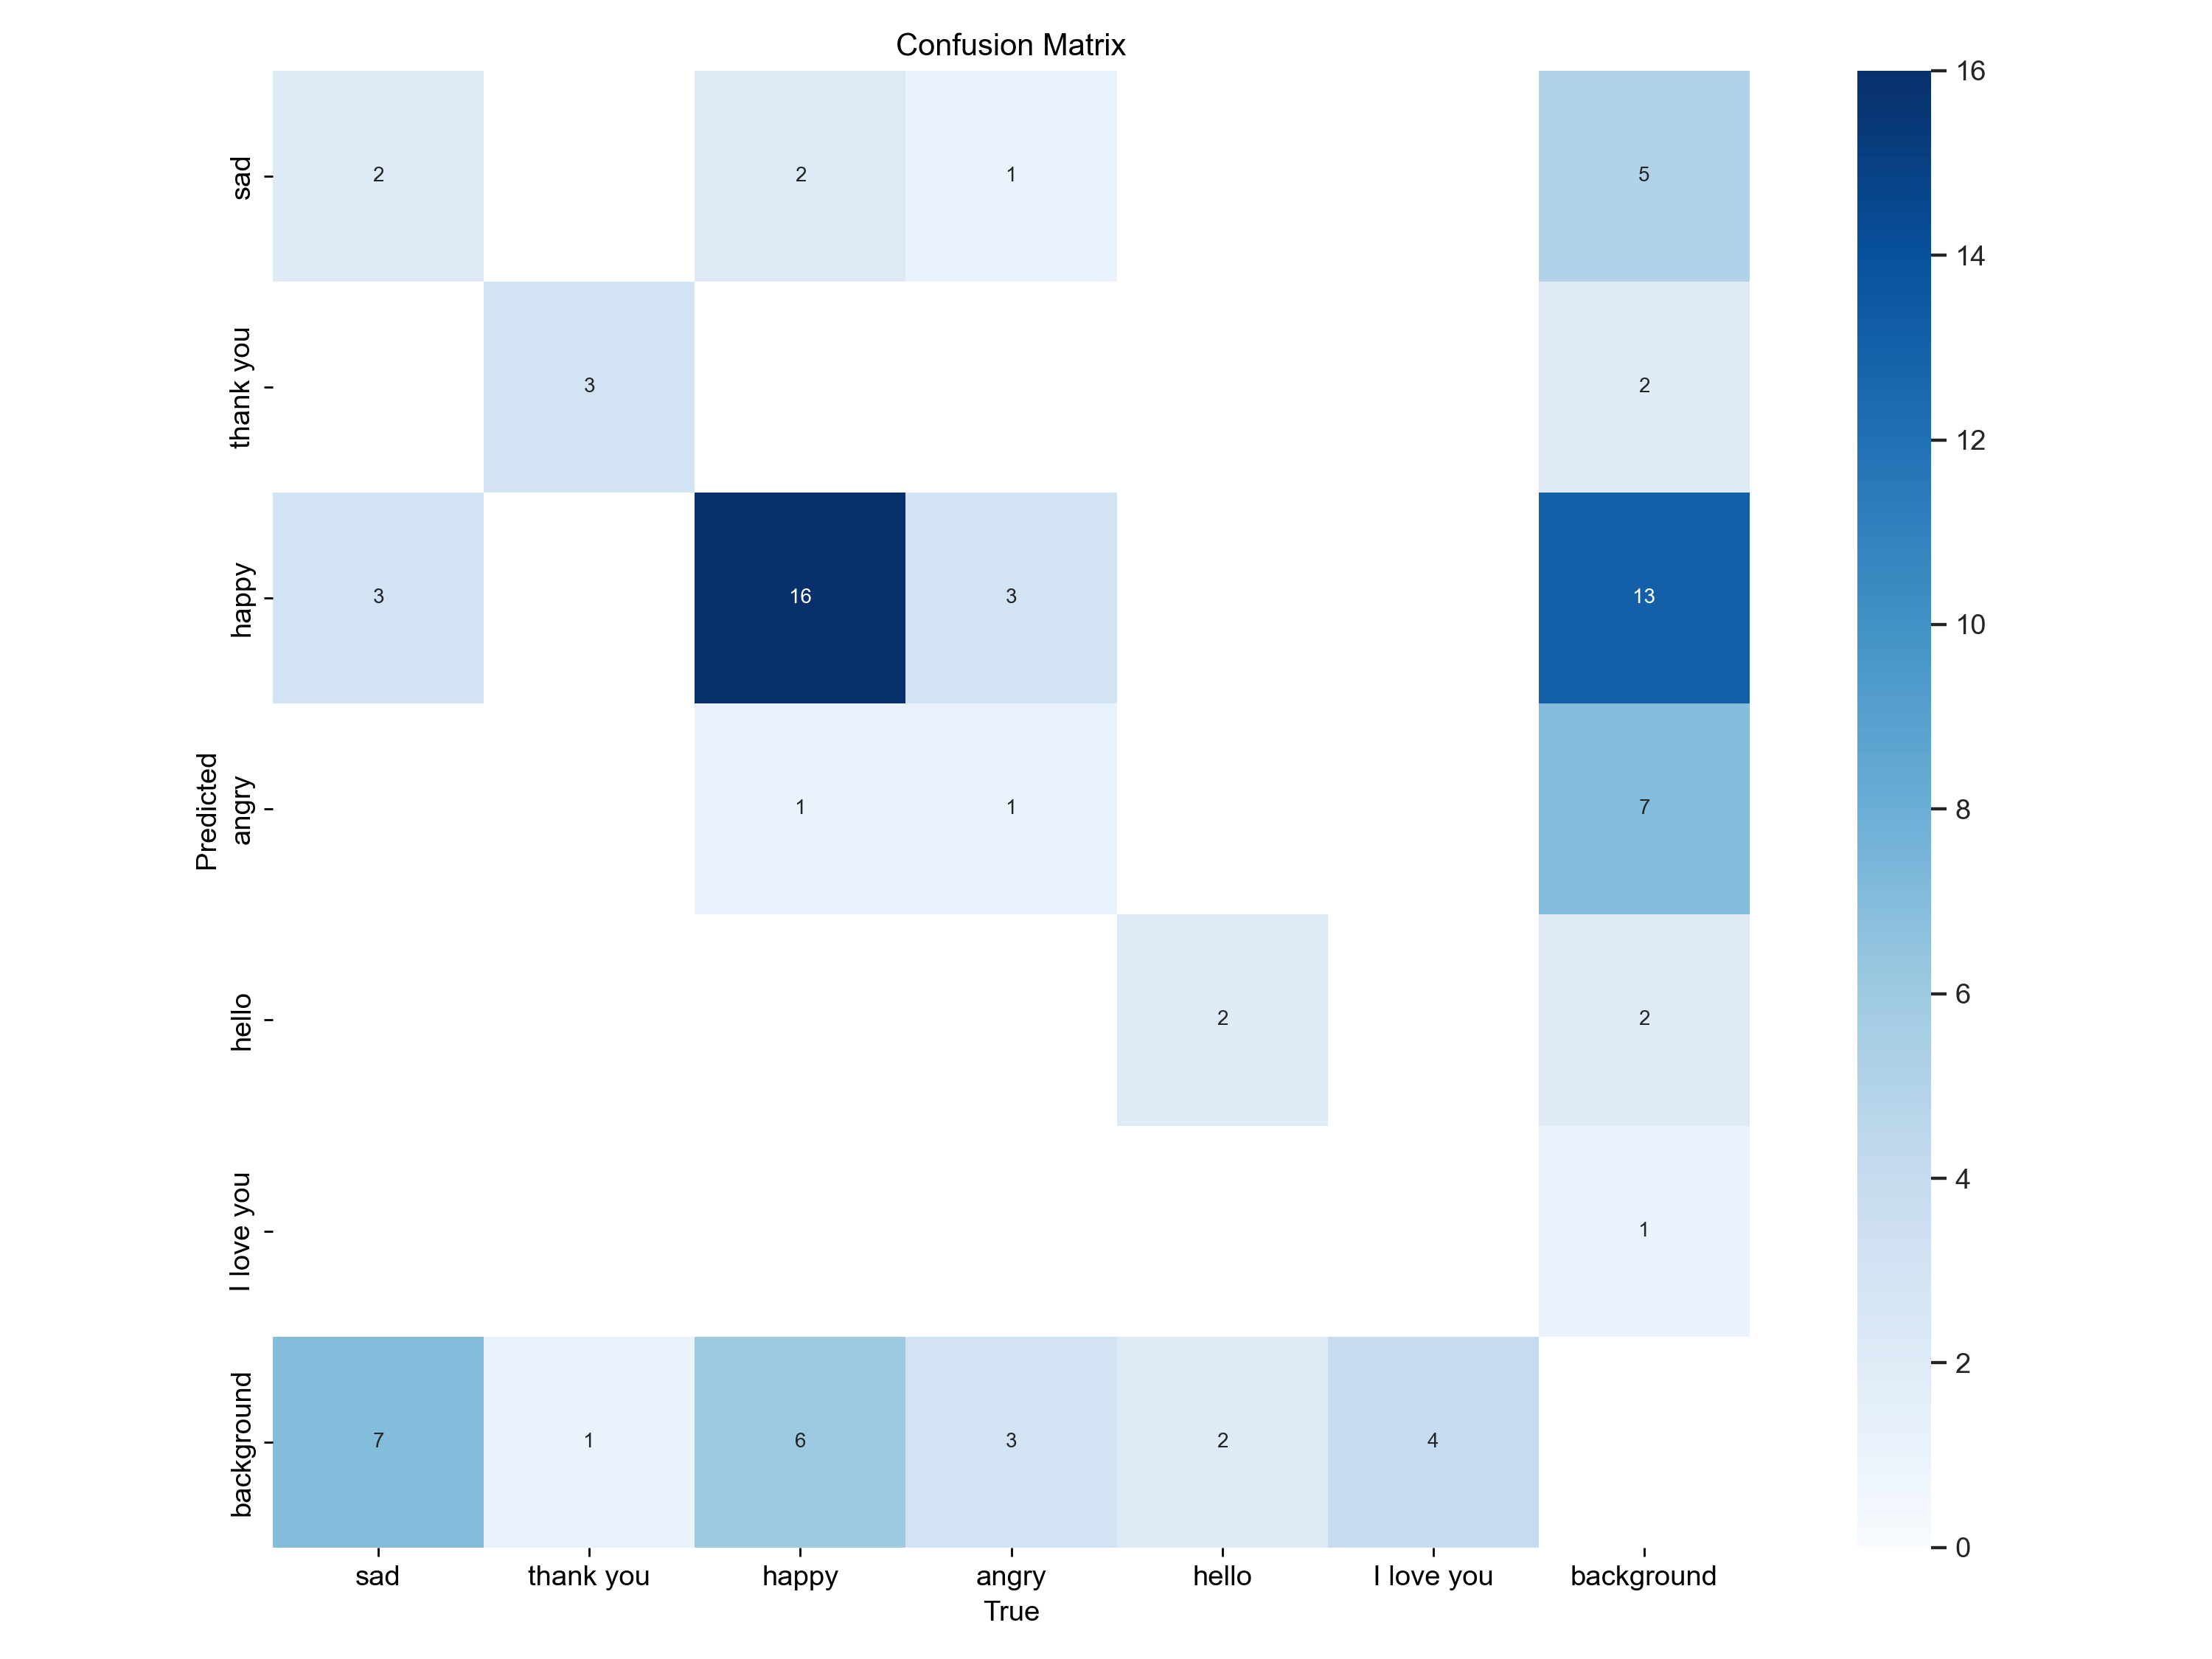 Confusion Matrix
sad
2 2 1 5
thank you
3 2
happy
3 16 3 13
angry
1 1 7
hello
2 2
I love you
1
background
7 1 6 3 2 4
Predicted
sad thank you happy angry hello I love you background
True
16
14
12
10
8
6
4
2
0